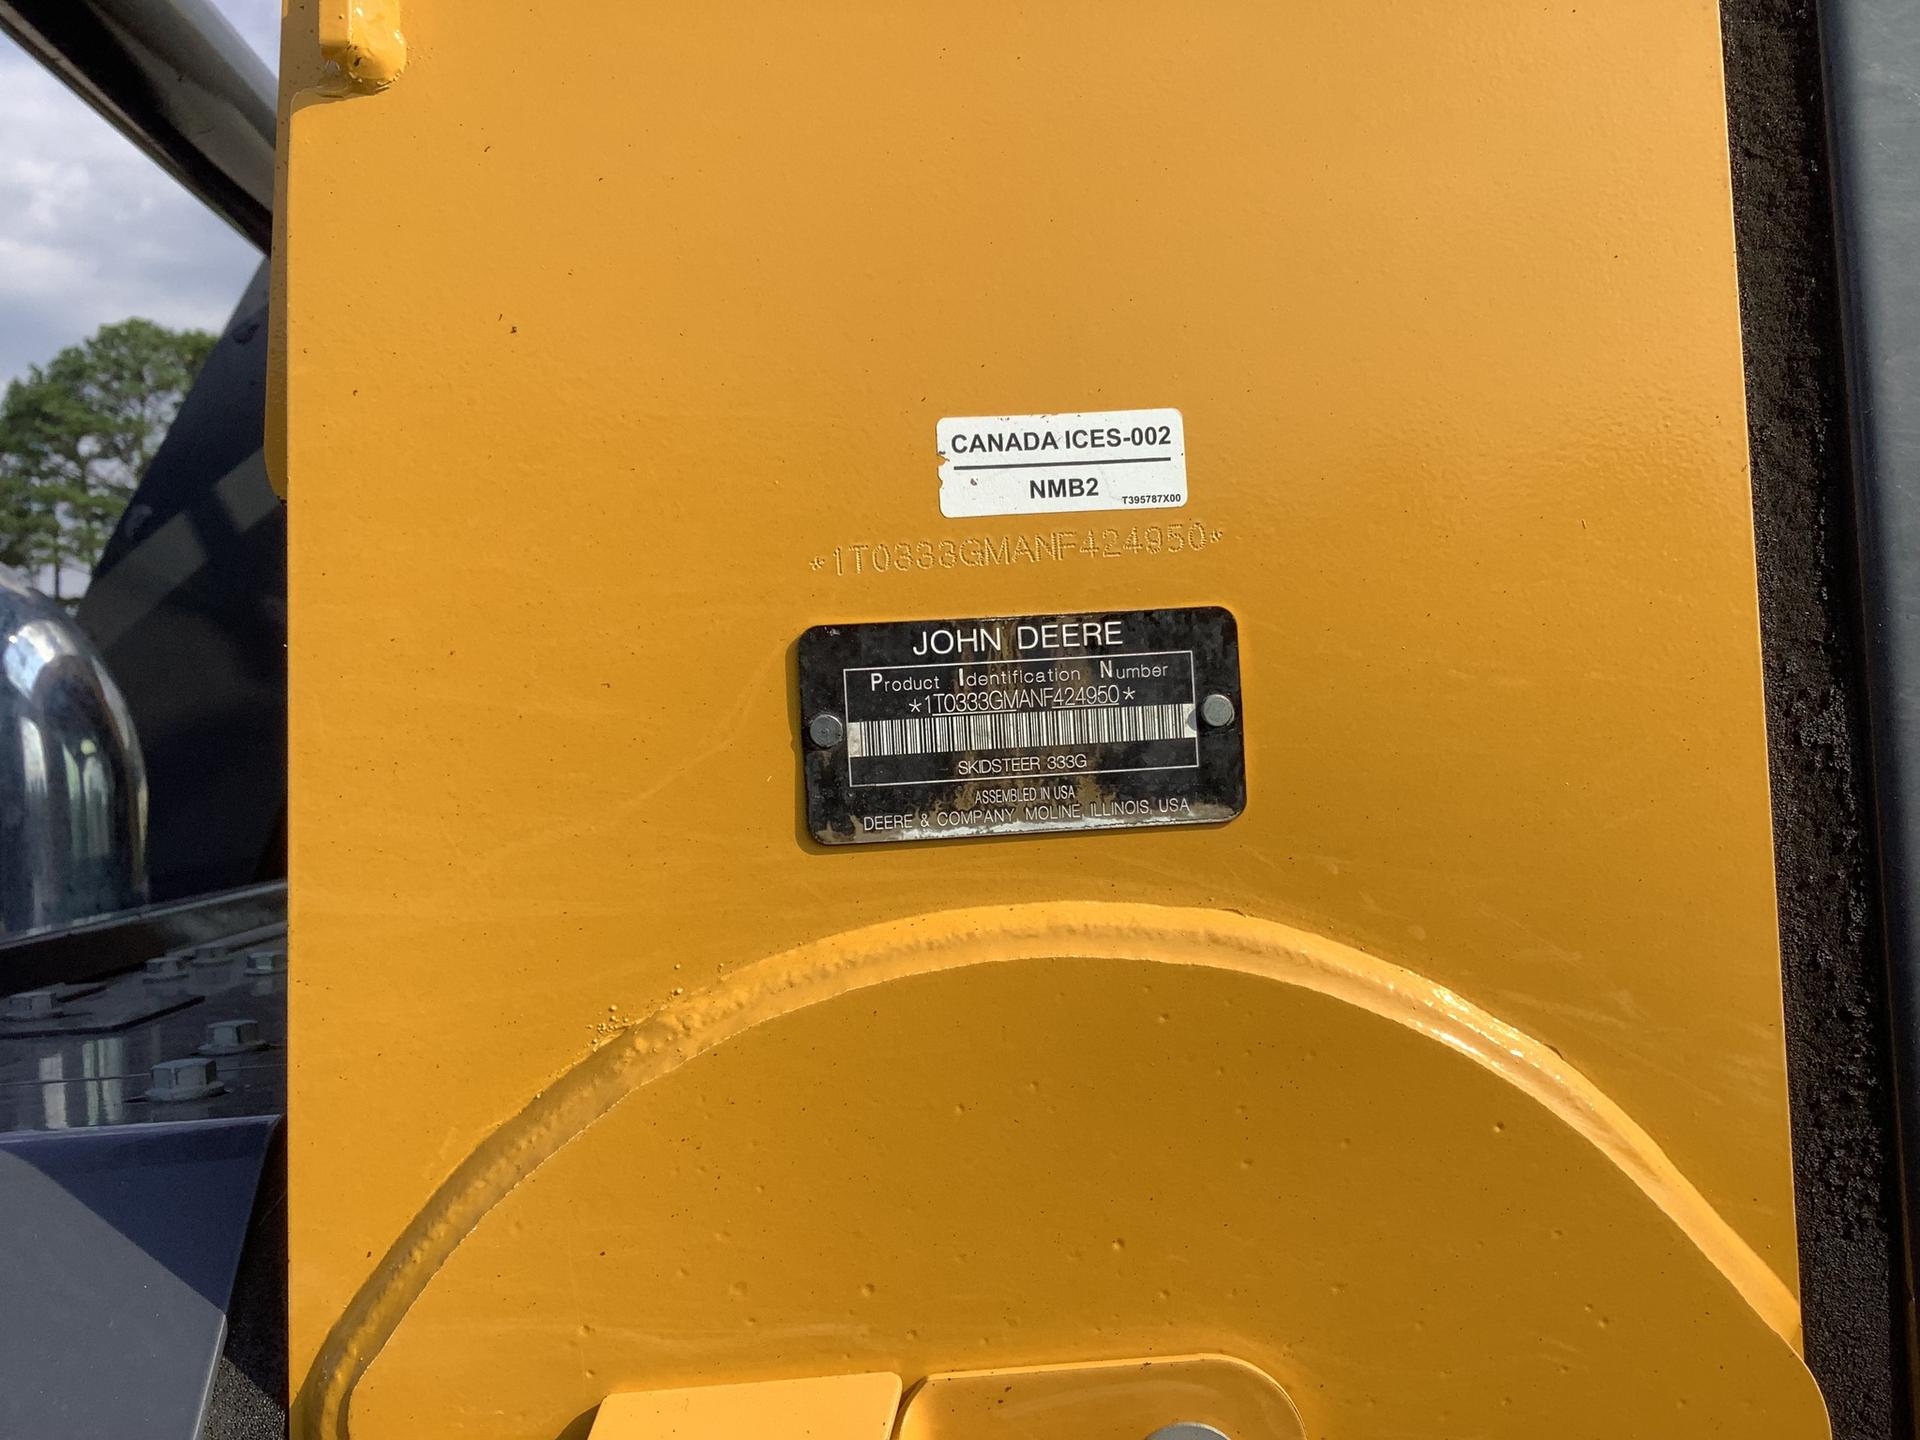 CANADA ICES-002
NMB2
T395787X00
*1T0333GMANF424950*
JOHN DEERE
Product Identification Number
*1T0333GMANF424950*
SKIDSTEER 333G
ASSEMBLED IN USA
DEERE & COMPANY, MOLINE, ILLINOIS, USA